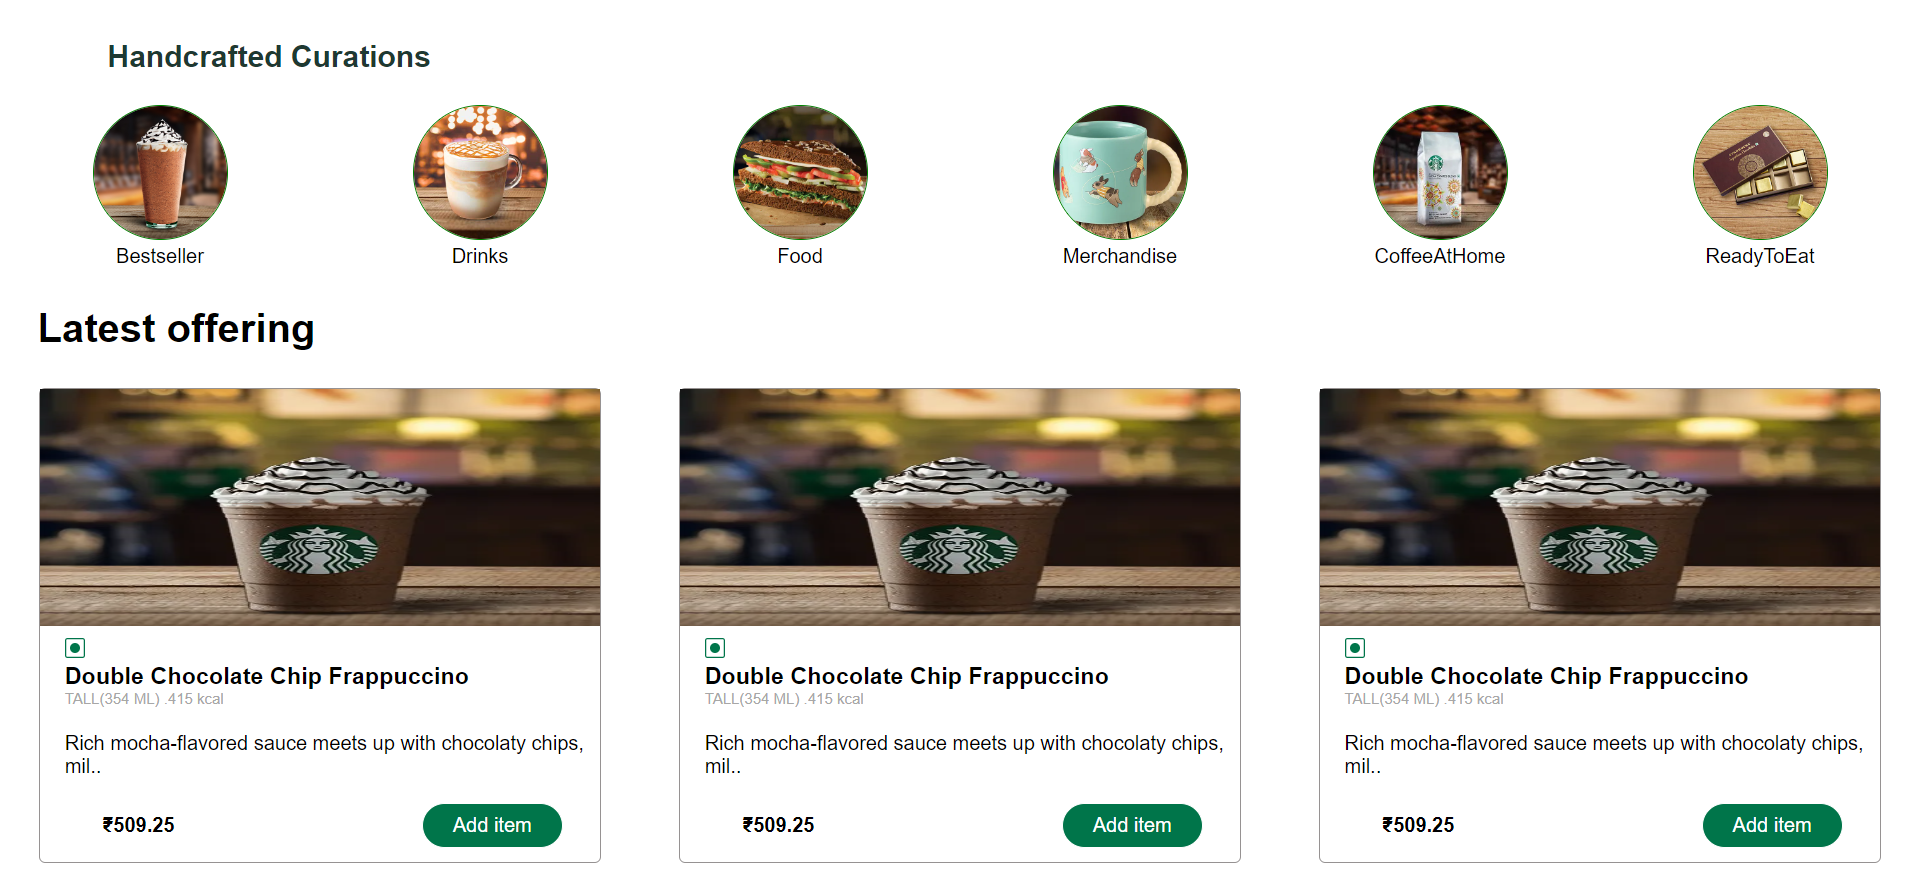 Handcrafted Curations
Bestseller
Drinks
Food
Merchandise
CoffeeAtHome
ReadyToEat
Latest offering
Double Chocolate Chip Frappuccino
TALL(354 ML) .415 kcal
Rich mocha-flavored sauce meets up with chocolaty chips,
mil..
₹509.25
Add item
Double Chocolate Chip Frappuccino
TALL(354 ML) .415 kcal
Rich mocha-flavored sauce meets up with chocolaty chips,
mil..
₹509.25
Add item
Double Chocolate Chip Frappuccino
TALL(354 ML) .415 kcal
Rich mocha-flavored sauce meets up with chocolaty chips,
mil..
₹509.25
Add item